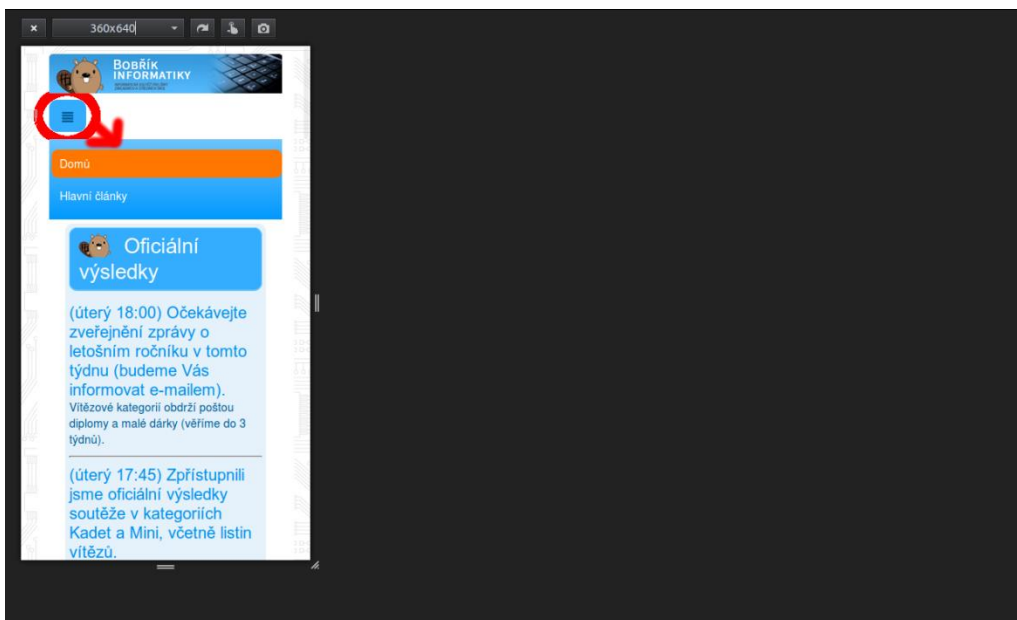 360x640
BOBŘÍK
INFORMATIKY
Domů
Hlavní články
Oficiální
výsledky
(úterý 18:00) Očekávejte
zveřejnění zprávy o
letošním ročníku v tomto
týdnu (budeme Vás
informovat e-mailem).
Vítězové kategorií obdrží poštou
diplomy a malé dárky (věříme do 3
týdnů).
(úterý 17:45) Zpřístupnili
jsme oficiální výsledky
soutěže v kategoriích
Kadet a Mini, včetně listin
vítězů.